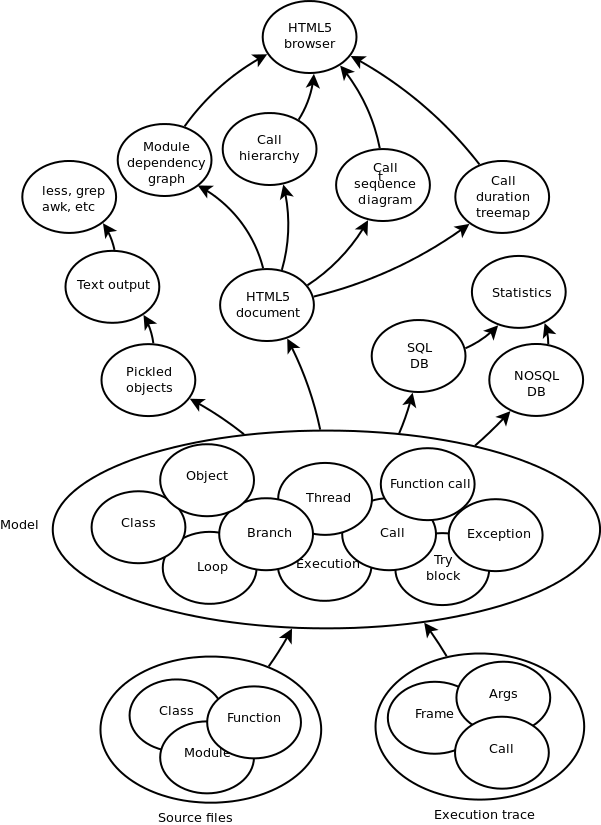 HTML5
browser
Module
dependency
graph
Call
hierarchy
Call
t
sequence
diagram
Call
duration
treemap
less, grep
awk, etc
Text output
HTML5
document
Statistics
SQL
DB
NOSQL
DB
Pickled
objects
Model
Object
Class
Thread
Function call
Branch
Call
Exception
Loop
Execution
Try
block
Class
Function
Module
Source files
Frame
Args
Call
Execution trace